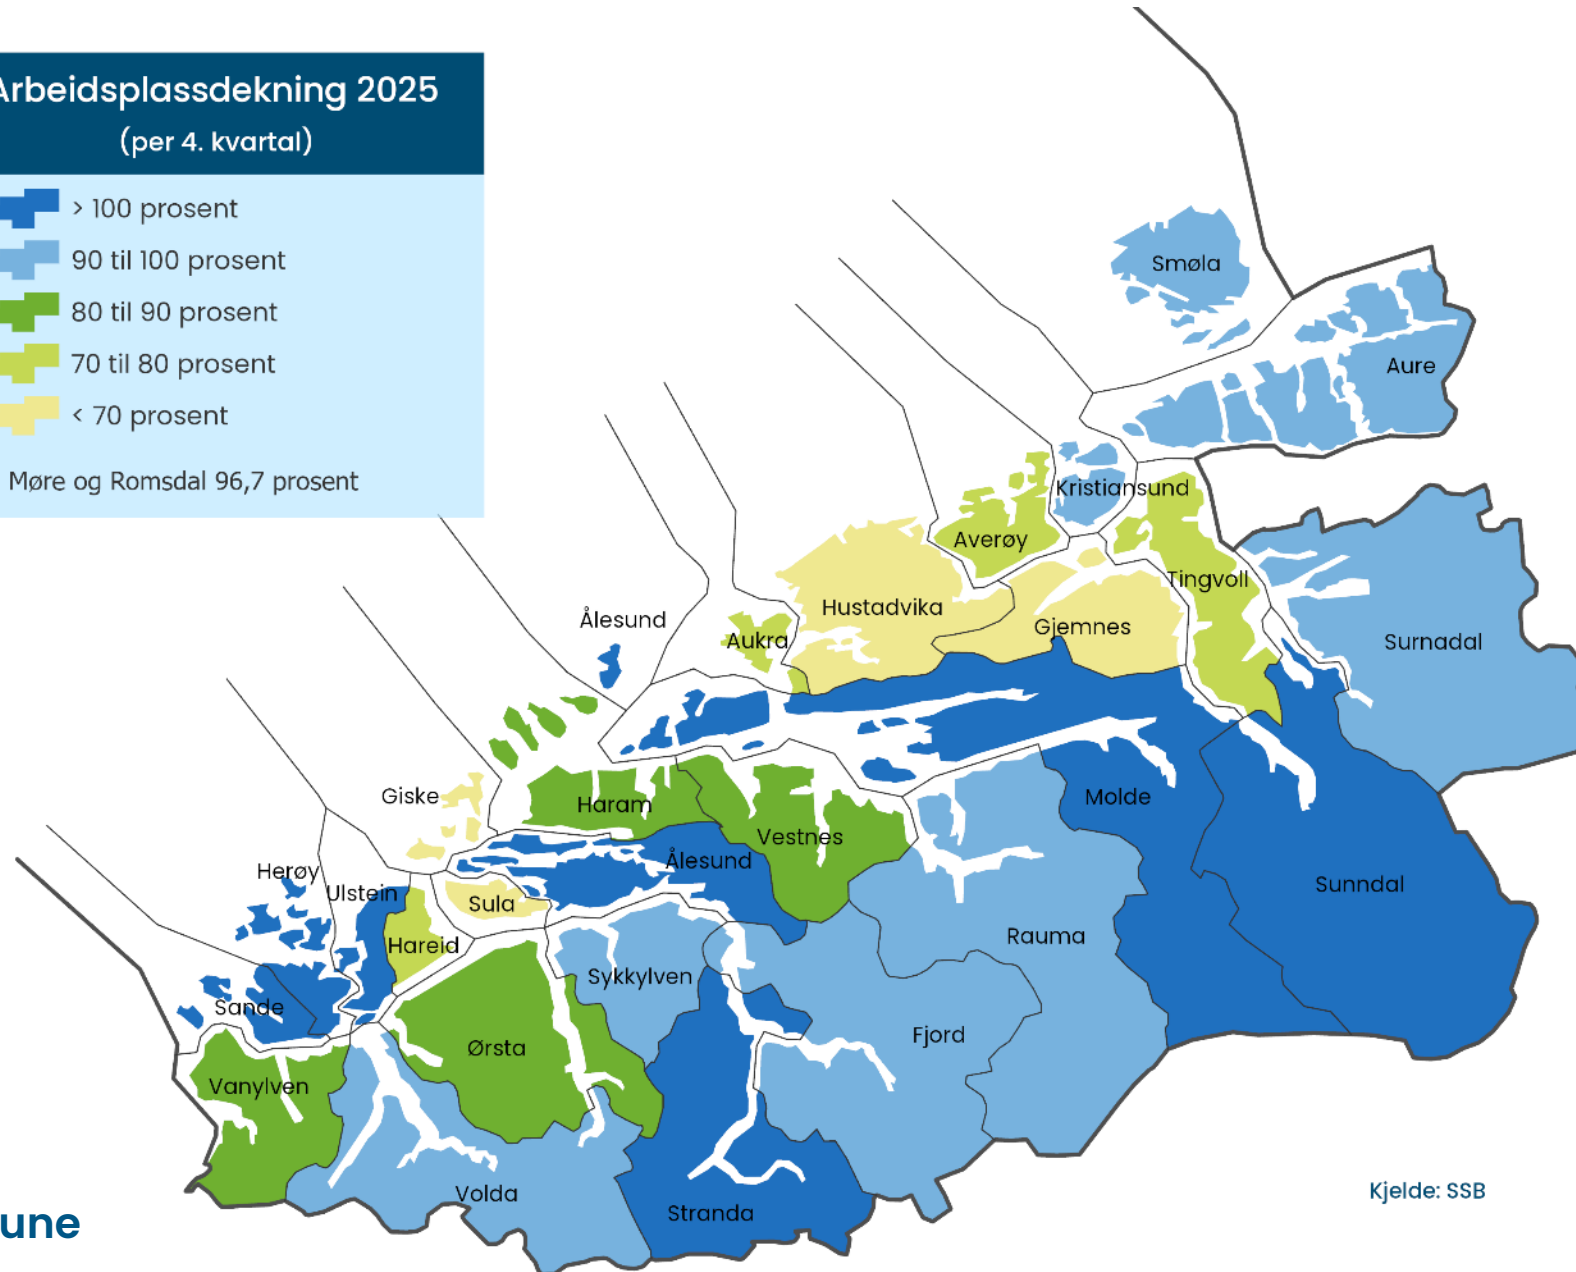 Arbeidsplassdekning 2025
(per 4. kvartal)
> 100 prosent
90 til 100 prosent
80 til 90 prosent
70 til 80 prosent
< 70 prosent
Møre og Romsdal 96,7 prosent
Smøla
Aure
Kristiansund
Averøy
Tingvoll
Hustadvika
Gjemnes
Ålesund
Aukra
Surnadal
Giske
Haram
Molde
Vestnes
Ålesund
Herøy
Ulstein
Sula
Sunndal
Hareid
Rauma
Sykkylven
Sande
Fjord
Ørsta
Vanylven
Volda
Stranda
Kjelde: SSB
une